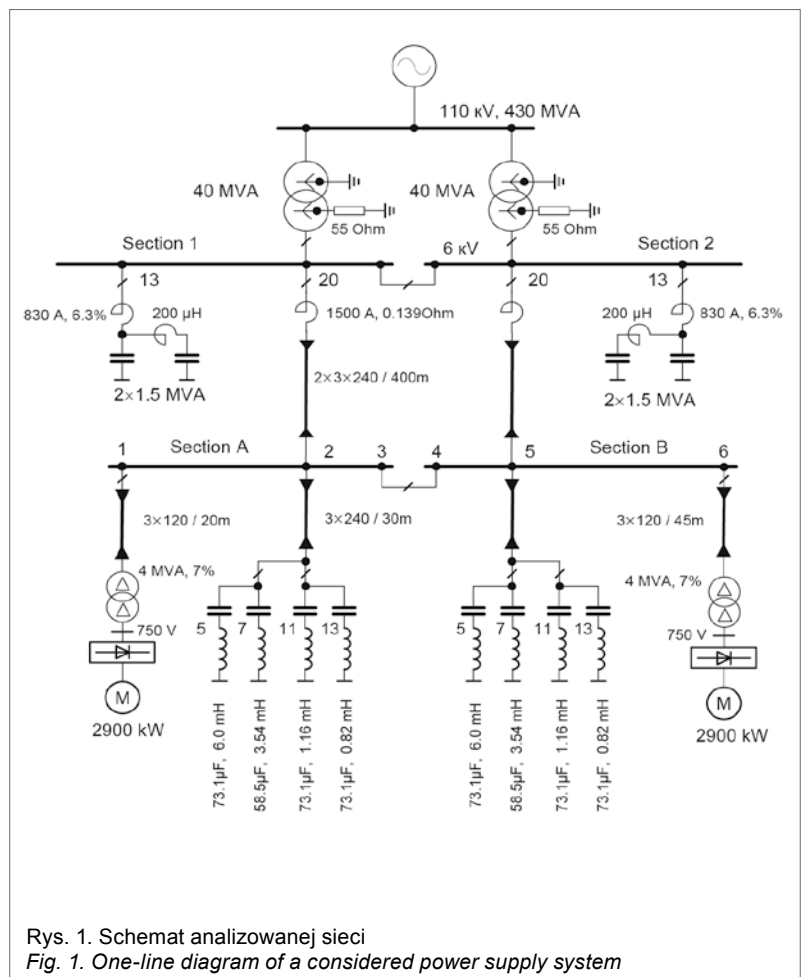 110 кV, 430 MVA
40 MVA
40 MVA
55 Ohm
55 Ohm
Section 1
6 кV
Section 2
13
20
20
13
830 A, 6.3%
200 µH
1500 A, 0.139Ohm
200 µH
830 A, 6.3%
2×1.5 MVA
2×1.5 MVA
2×3×240 / 400m
1
Section A
2
3
4
5
Section B
6
3×120 / 20m
3×240 / 30m
3×120 / 45m
4 MVA, 7%
4 MVA, 7%
750 V
750 V
5
7
11
13
5
7
11
13
M
M
2900 kW
2900 kW
73.1µF, 6.0 mH
58.5µF, 3.54 mH
73.1µF, 1.16 mH
73.1µF, 0.82 mH
73.1µF, 6.0 mH
58.5µF, 3.54 mH
73.1µF, 1.16 mH
73.1µF, 0.82 mH
Rys. 1. Schemat analizowanej sieci
Fig. 1. One-line diagram of a considered power supply system